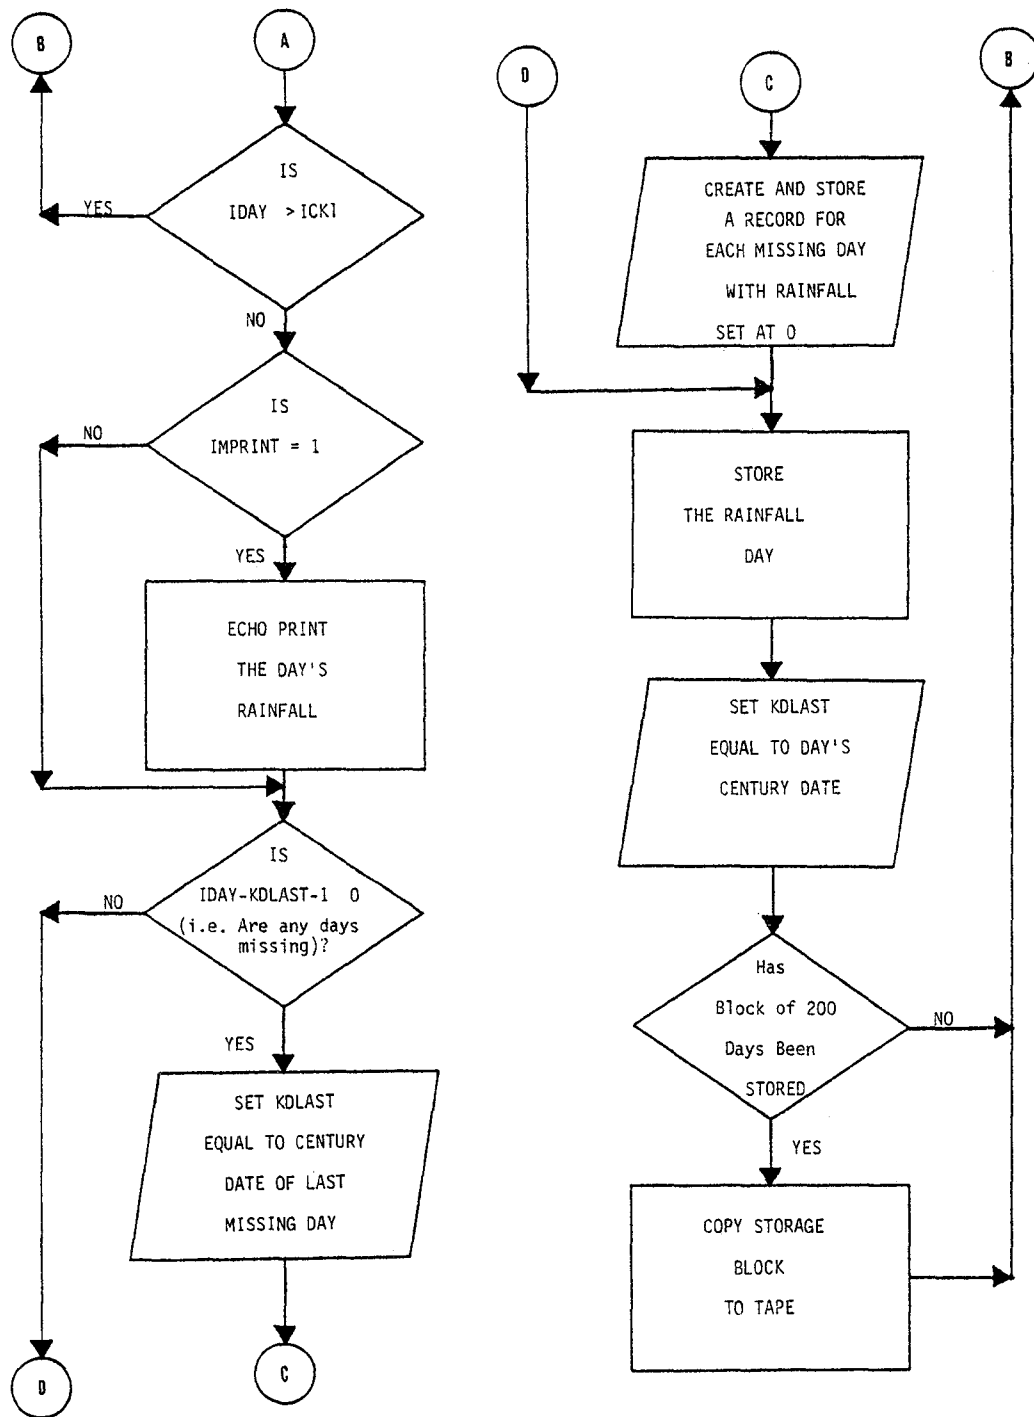 B
A
IS
IDAY >ICK1
YES
NO
IS
IMPRINT = 1
NO
YES
ECHO PRINT
THE DAY'S
RAINFALL
IS
IDAY-KDLAST-1 0
(i.e. Are any days
missing)?
NO
YES
SET KDLAST
EQUAL TO CENTURY
DATE OF LAST
MISSING DAY
D
C
D
C
B
CREATE AND STORE
A RECORD FOR
EACH MISSING DAY
WITH RAINFALL
SET AT 0
STORE
THE RAINFALL
DAY
SET KDLAST
EQUAL TO DAY'S
CENTURY DATE
Has
Block of 200
Days Been
STORED
NO
YES
COPY STORAGE
BLOCK
TO TAPE